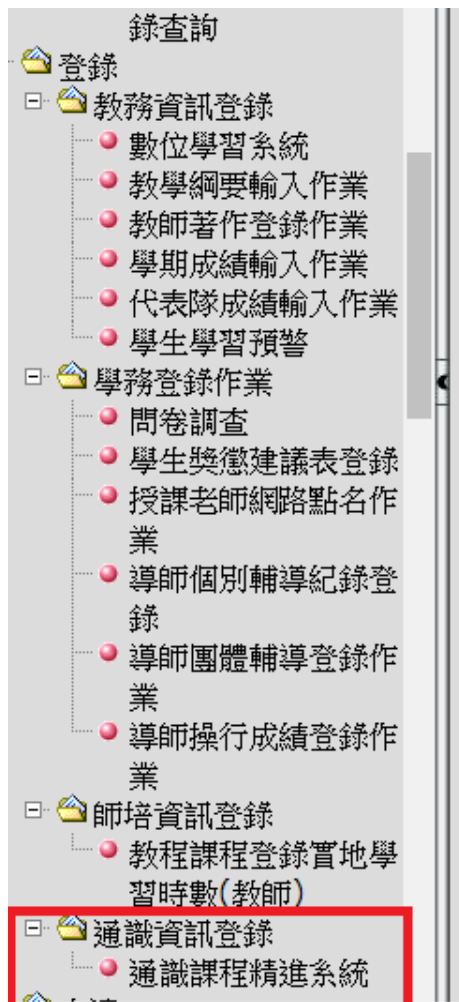 錄查詢
登錄
教務資訊登錄
數位學習系統
教學綱要輸入作業
教師著作登錄作業
學期成績輸入作業
代表隊成績輸入作業
學生學習預警
學務登錄作業
問卷調查
學生獎懲建議表登錄
授課老師網路點名作
業
導師個別輔導紀錄登
錄
導師團體輔導登錄作
業
導師操行成績登錄作
業
師培資訊登錄
教程課程登錄實地學
習時數(教師)
通識資訊登錄
通識課程精進系統